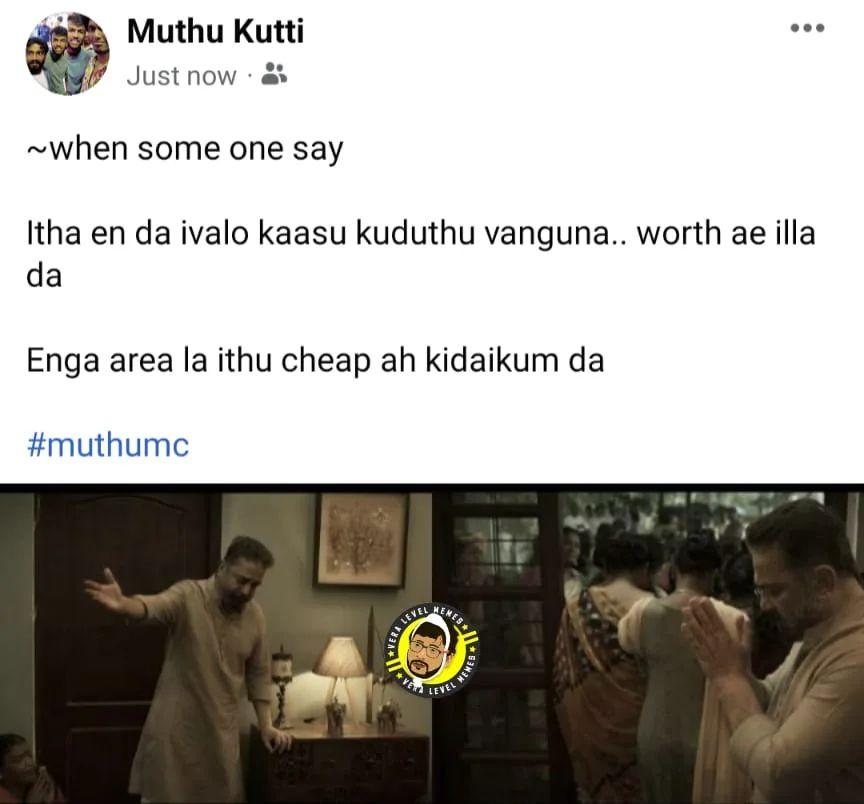 Muthu Kutti
Just now ·
~when some one say
Itha en da ivalo kaasu kuduthu vanguna.. worth ae illa
da
Enga area la ithu cheap ah kidaikum da
#muthumc
VERA LEVEL MEMES
VERA LEVEL MEMES